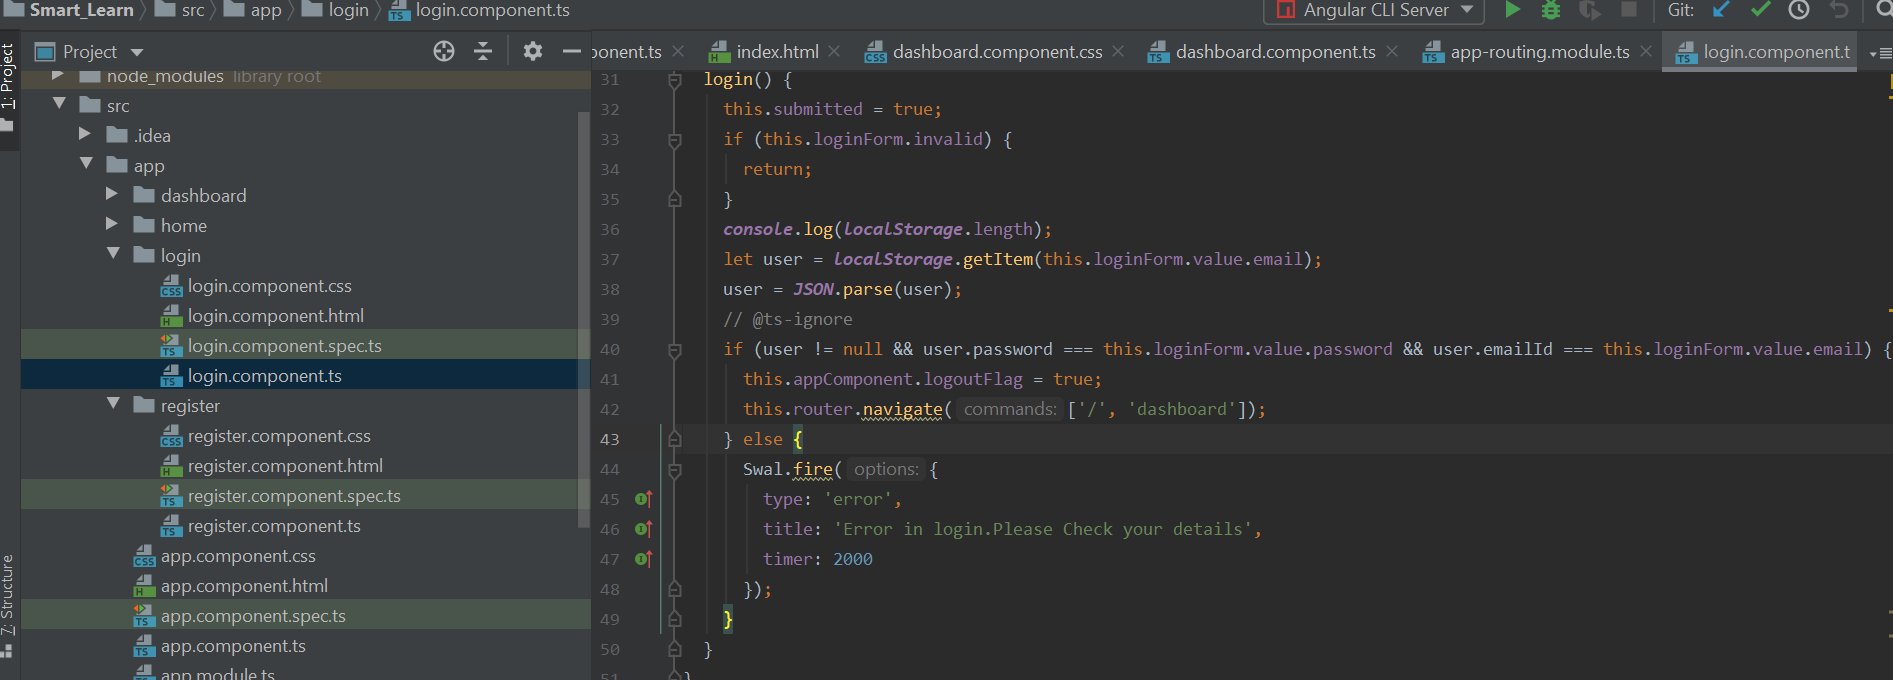 Smart_Learn src app login login.component.ts
Angular CLI Server Git:
1: Project
7: Structure
Project
node_modules library root
src
.idea
app
dashboard
home
login
login.component.css
login.component.html
login.component.spec.ts
login.component.ts
register
register.component.css
register.component.html
register.component.spec.ts
register.component.ts
app.component.css
app.component.html
app.component.spec.ts
app.component.ts
app.module.ts
ponent.ts index.html dashboard.component.css dashboard.component.ts app-routing.module.ts login.component.t
31 login() {
32 this.submitted = true;
33 if (this.loginForm.invalid) {
34 return;
35 }
36 console.log(localStorage.length);
37 let user = localStorage.getItem(this.loginForm.value.email);
38 user = JSON.parse(user);
39 // @ts-ignore
40 if (user != null && user.password === this.loginForm.value.password && user.emailId === this.loginForm.value.email) {
41 this.appComponent.logoutFlag = true;
42 this.router.navigate( commands: ['/', 'dashboard']);
43 } else {
44 Swal.fire( options: {
45 type: 'error',
46 title: 'Error in login.Please Check your details',
47 timer: 2000
48 });
49 }
50 }
51 }